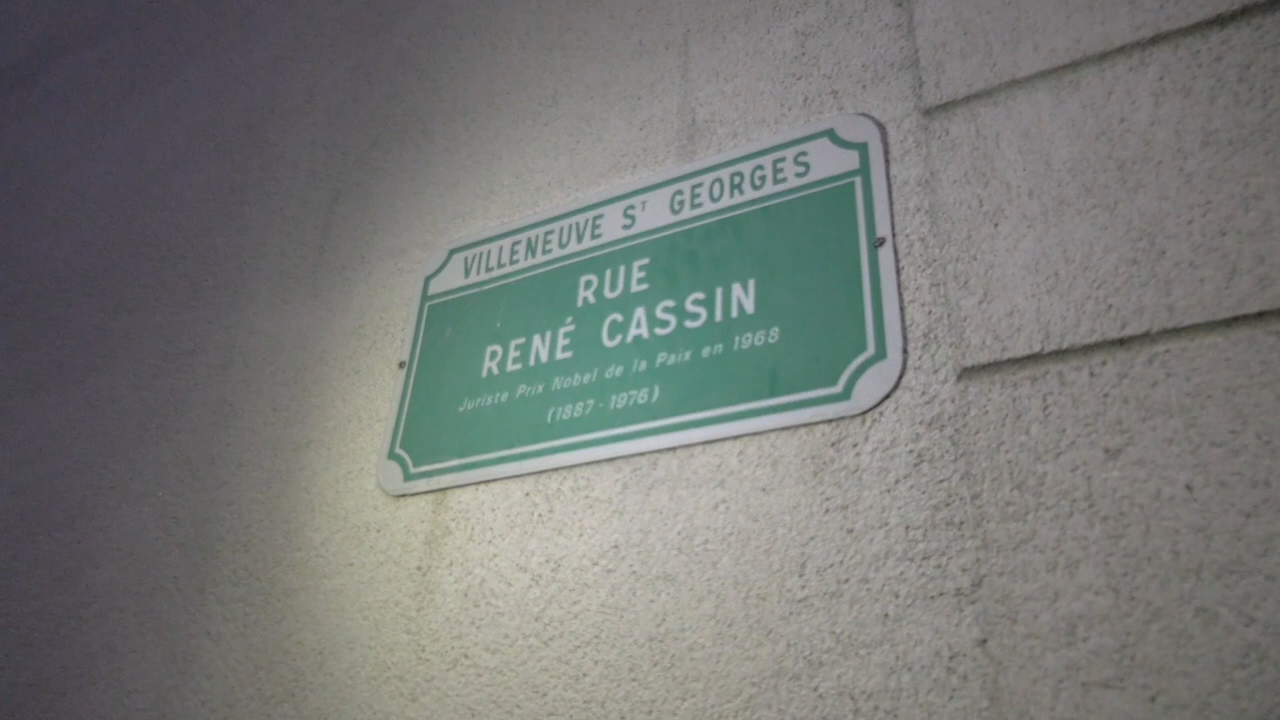 VILLENEUVE ST GEORGES
RUE
RENÉ CASSIN
Juriste Prix Nobel de la Paix en 1968
(1887-1976)